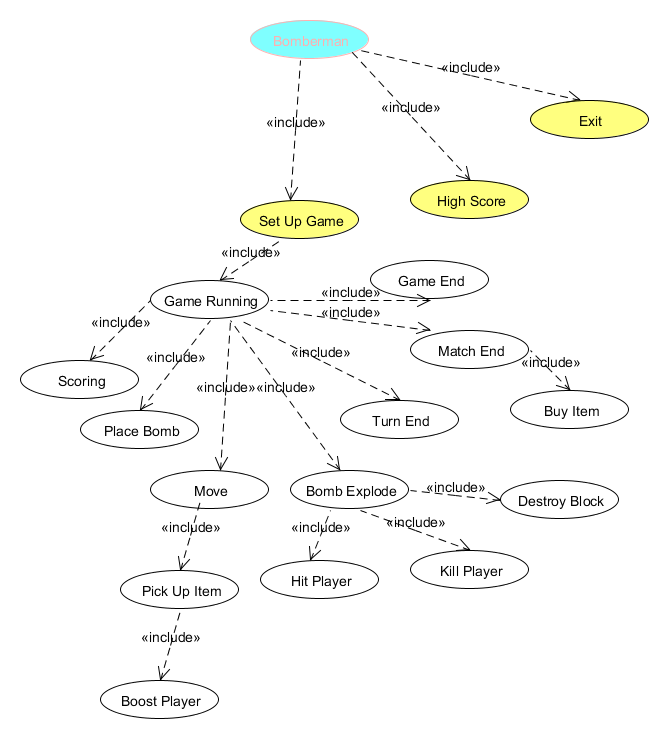 Bomberman
«include»
«include»
«include»
Exit
High Score
Set Up Game
«include»
Game End
Game Running
«include»
«include»
«include»
Match End
«include»
«include»
«include»
Scoring
«include»
«include»
Buy Item
Place Bomb
Turn End
Move
Bomb Explode
«include»
Destroy Block
«include»
«include»
«include»
Pick Up Item
Hit Player
Kill Player
«include»
Boost Player